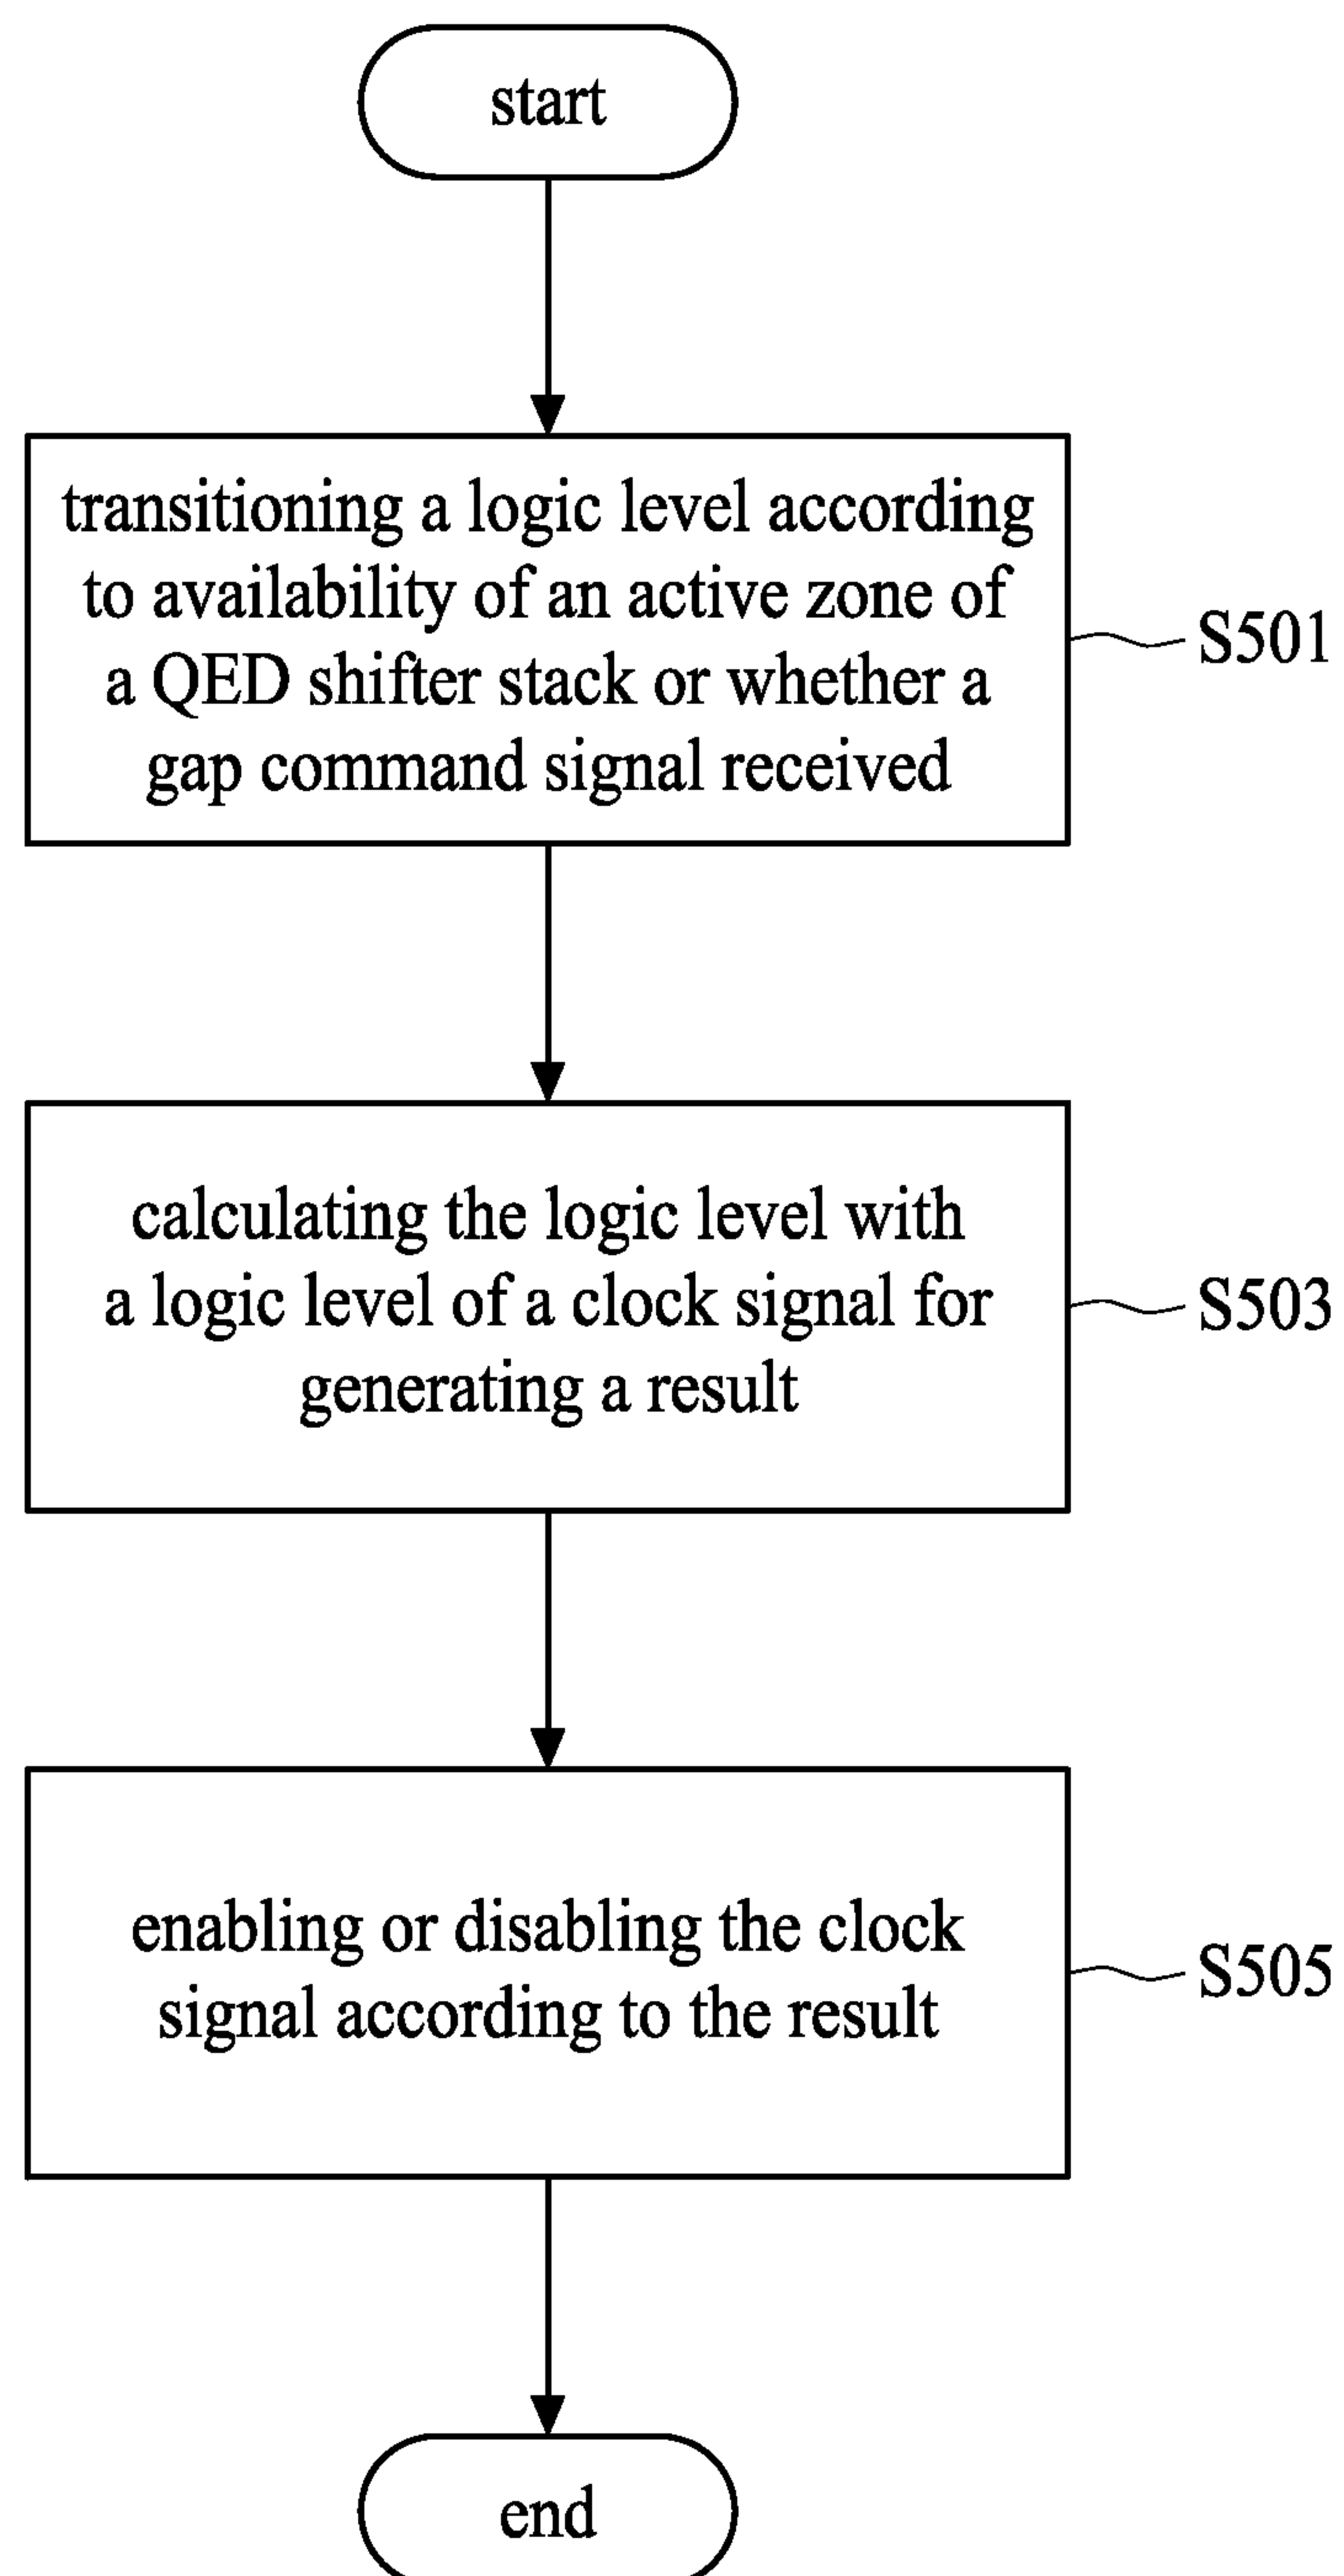 start
transitioning a logic level according
to availability of an active zone of
a QED shifter stack or whether a
gap command signal received
S501
calculating the logic level with
a logic level of a clock signal for
generating a result
S503
enabling or disabling the clock
signal according to the result
S505
end